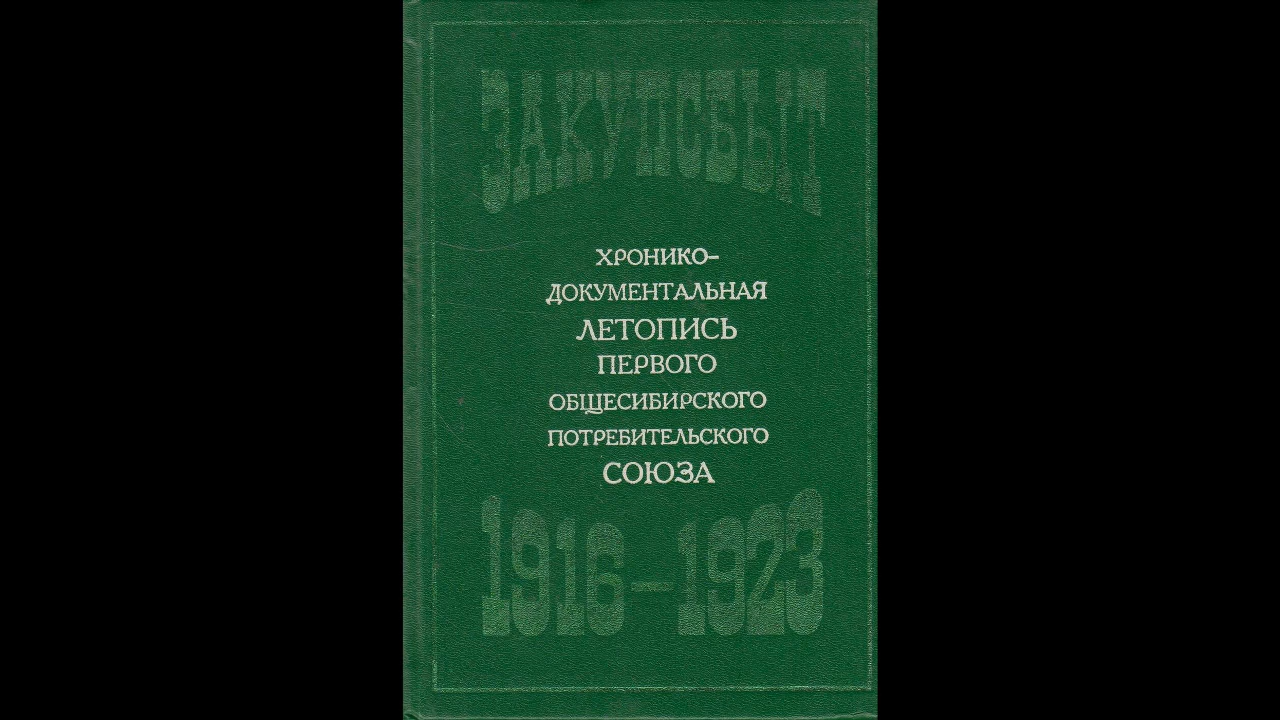 ЗАКУПСБЫТ
ХРОНИКО-
ДОКУМЕНТАЛЬНАЯ
ЛЕТОПИСЬ
ПЕРВОГО
ОБЩЕСИБИРСКОГО
ПОТРЕБИТЕЛЬСКОГО
СОЮЗА
1916—1923